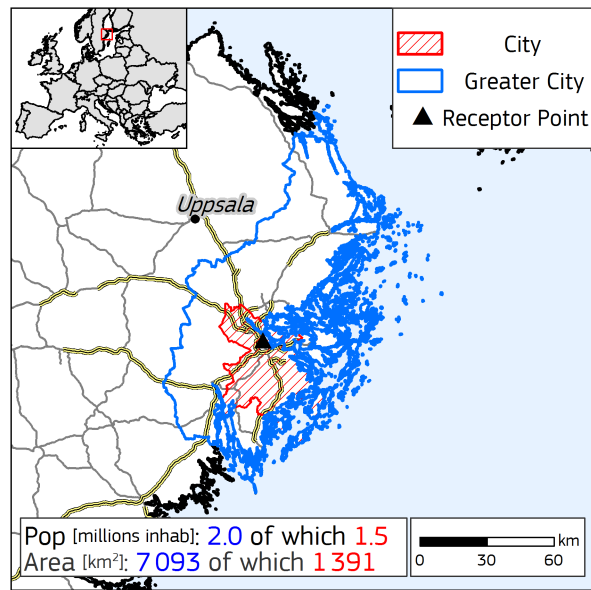 City
Greater City
Receptor Point
Uppsala
Pop [millions inhab]: 2.0 of which 1.5
Area [km²]: 7 093 of which 1 391
km
0 30 60